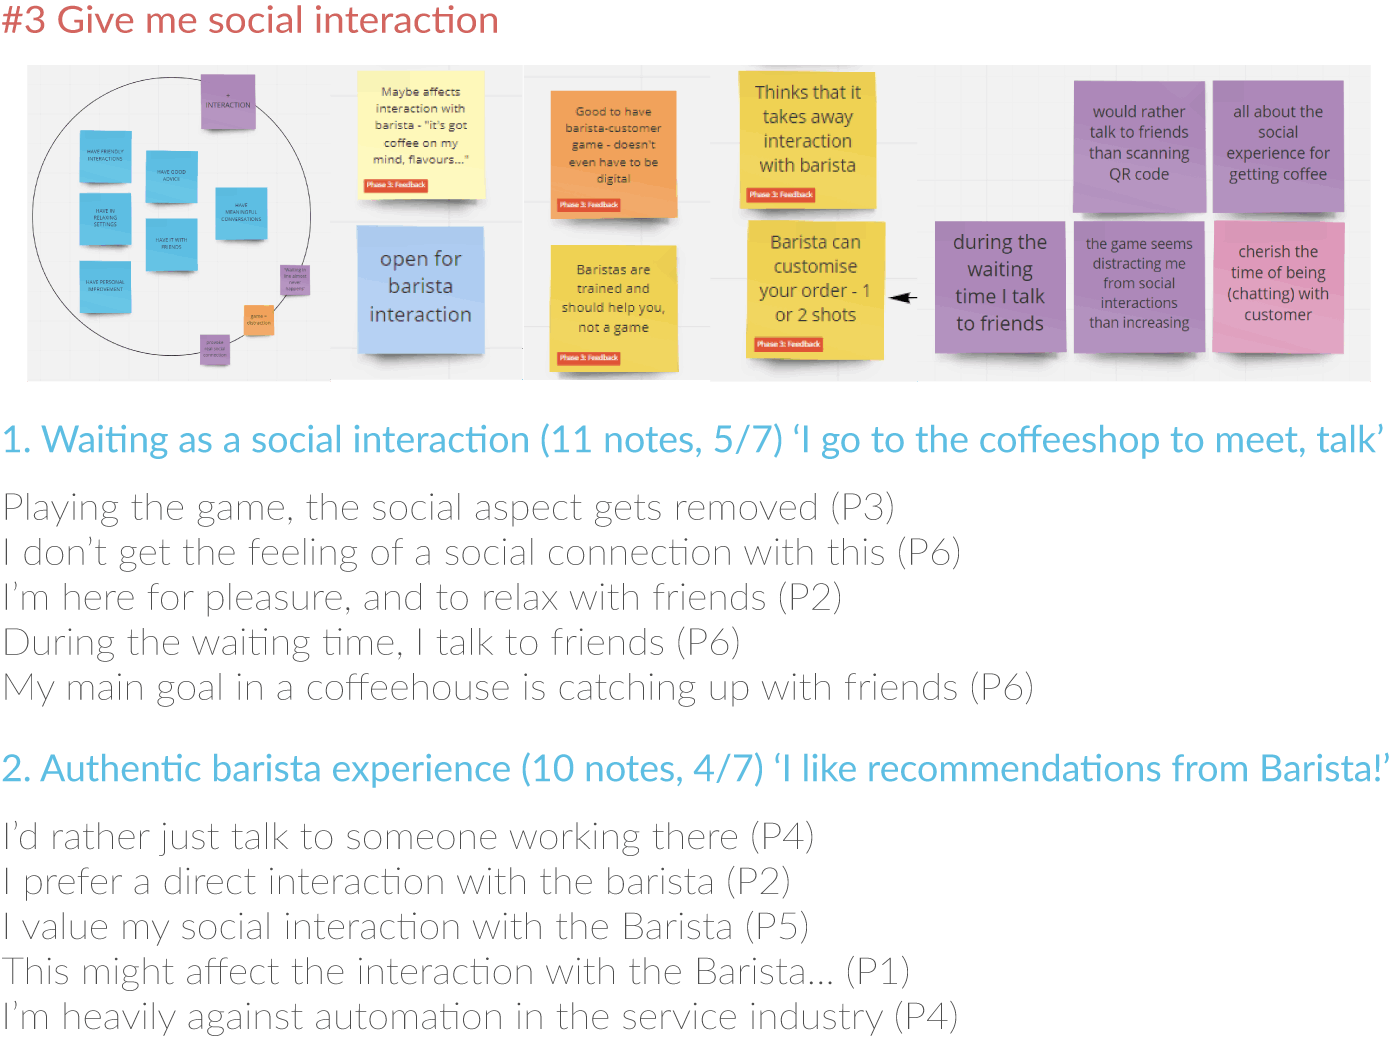 #3 Give me social interaction
+
INTERACTION
HAVE FRIENDLY
INTERACTIONS
HAVE GOOD
ADVICE
HAVE
MEANINGFUL
CONVERSATIONS
HAVE IN
RELAXING
SETTINGS
HAVE IT WITH
FRIENDS
HAVE PERSONAL
IMPROVEMENT
"Waiting in
the almost
never
happens"
game =
distraction
prioritize
real social
connection
Maybe affects
interaction with
barista - "it's got
coffee on my
mind, flavours..."
Phase 3: Feedback
open for
barista
interaction
Good to have
barista-customer
game - doesn't
even have to be
digital
Phase 3: Feedback
Baristas are
trained and
should help you,
not a game
Phase 3: Feedback
Thinks that it
takes away
interaction
with barista
Phase 3: Feedback
Barista can
customise
your order - 1
or 2 shots
Phase 3: Feedback
would rather
talk to friends
than scanning
QR code
all about the
social
experience for
getting coffee
during the
waiting
time I talk
to friends
the game seems
distracting me
from social
interactions
than increasing
cherish the
time of being
(chatting) with
customer
1. Waiting as a social interaction (11 notes, 5/7) ‘I go to the coffeeshop to meet, talk’
Playing the game, the social aspect gets removed (P3)
I don’t get the feeling of a social connection with this (P6)
I’m here for pleasure, and to relax with friends (P2)
During the waiting time, I talk to friends (P6)
My main goal in a coffeehouse is catching up with friends (P6)
2. Authentic barista experience (10 notes, 4/7) ‘I like recommendations from Barista!’
I’d rather just talk to someone working there (P4)
I prefer a direct interaction with the barista (P2)
I value my social interaction with the Barista (P5)
This might affect the interaction with the Barista... (P1)
I’m heavily against automation in the service industry (P4)